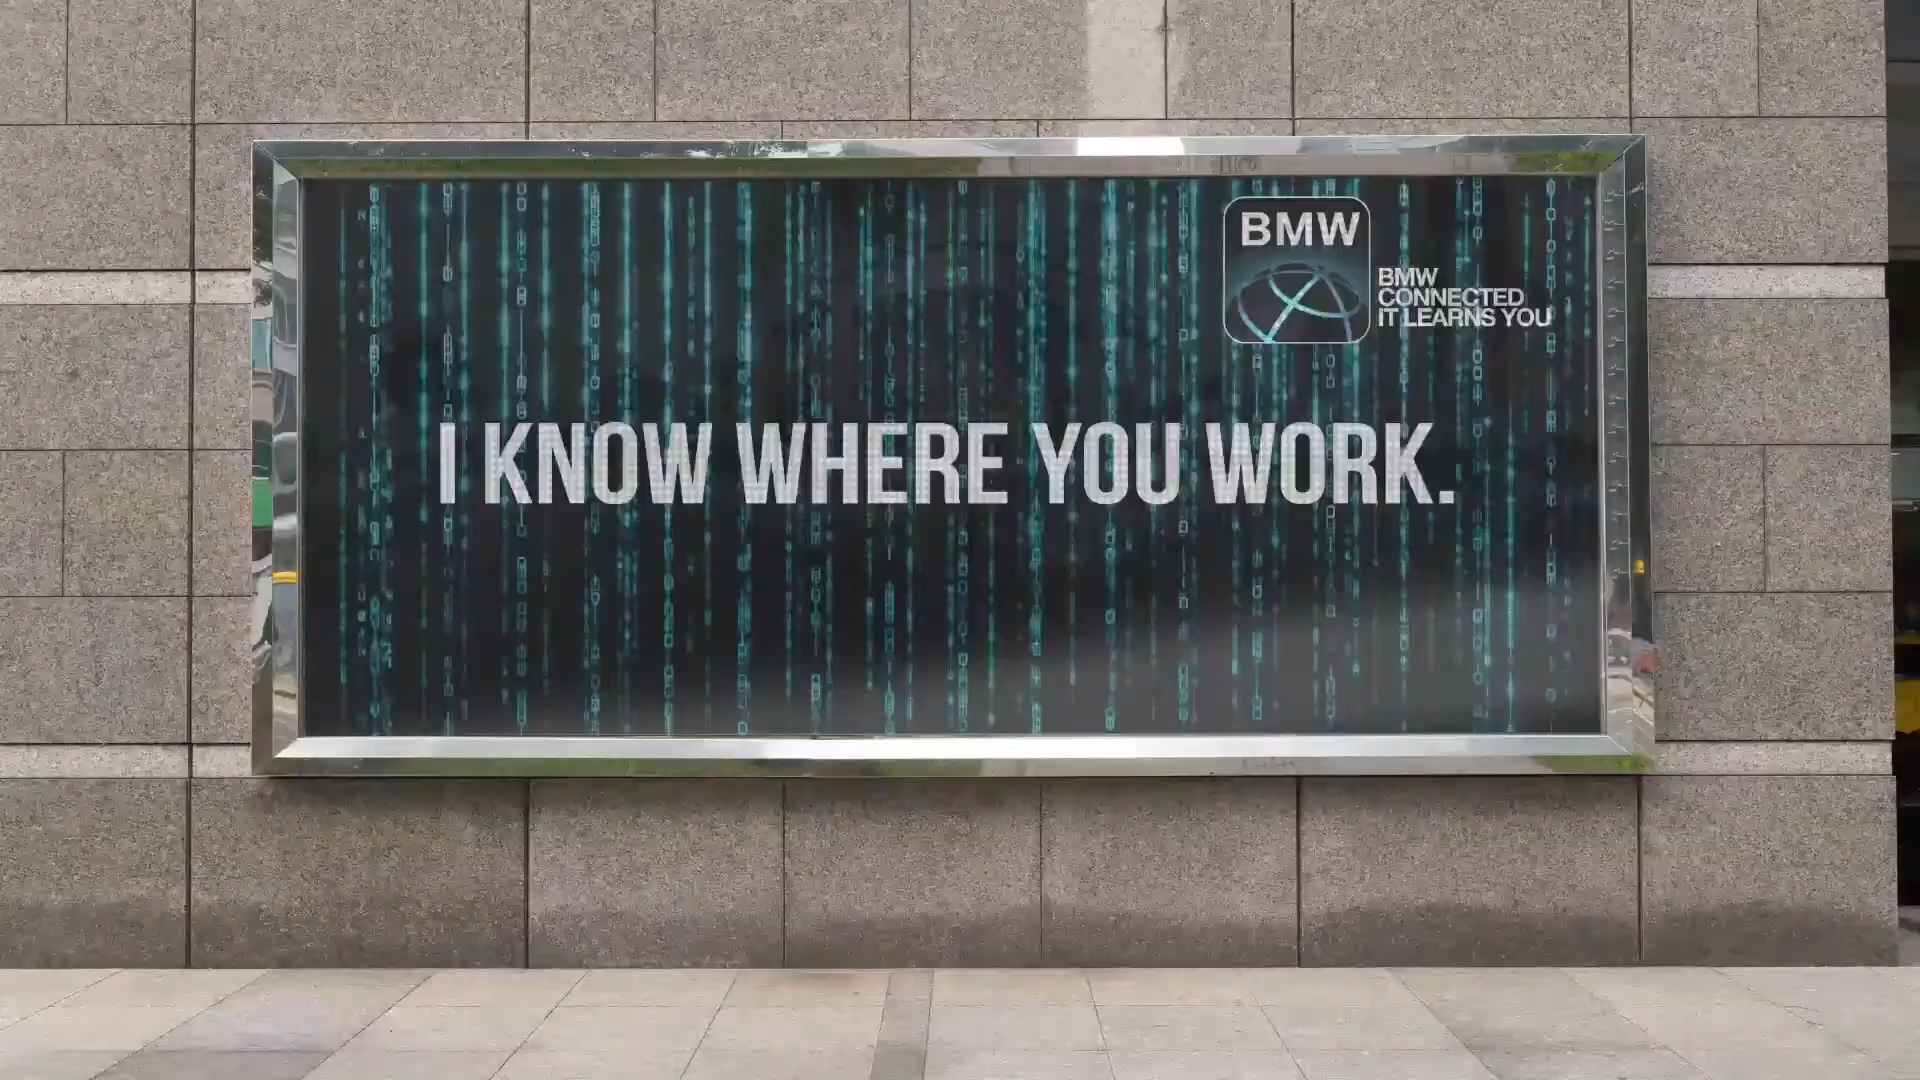 BMW
BMW
CONNECTED
IT LEARNS YOU
I KNOW WHERE YOU WORK.